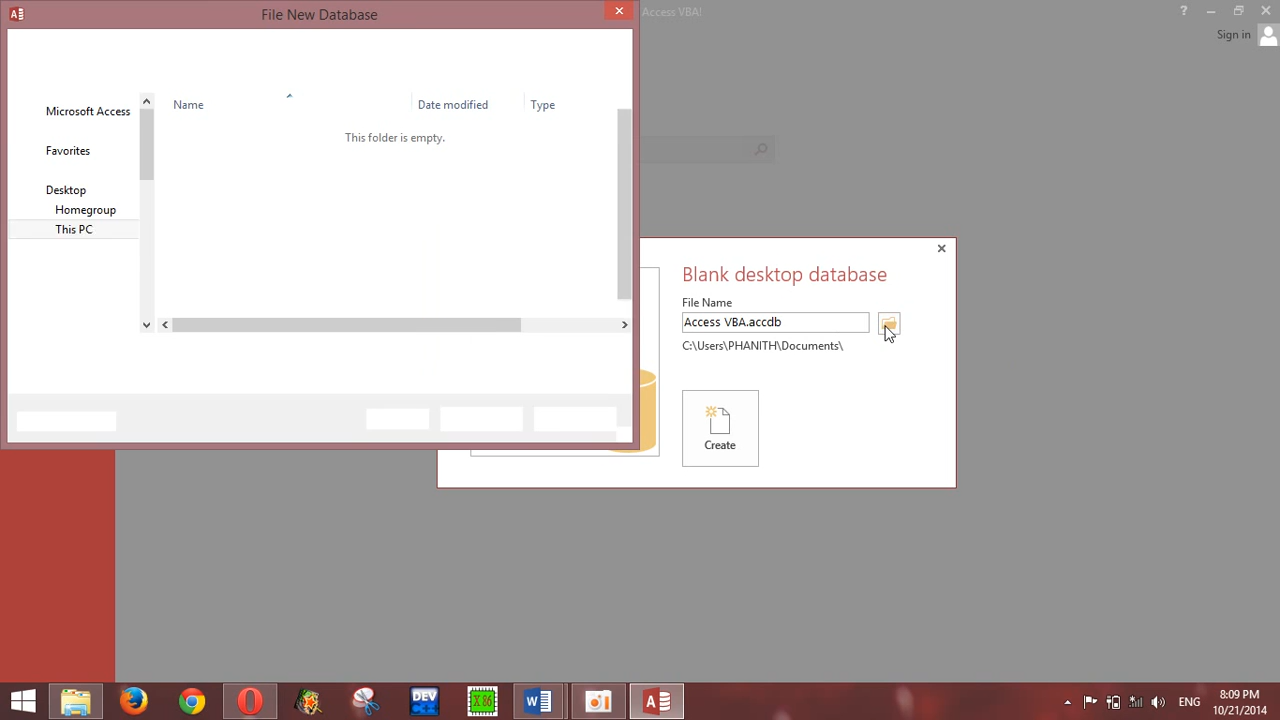 File New Database
Access VBA!
Sign in
Microsoft Access
Favorites
Desktop
Homegroup
This PC
Name
Date modified
Type
This folder is empty.
Blank desktop database
File Name
Access VBA.accdb
C:\Users\PHANITH\Documents\
Create
DEV
C++
X 86
ENG
8:09 PM
10/21/2014